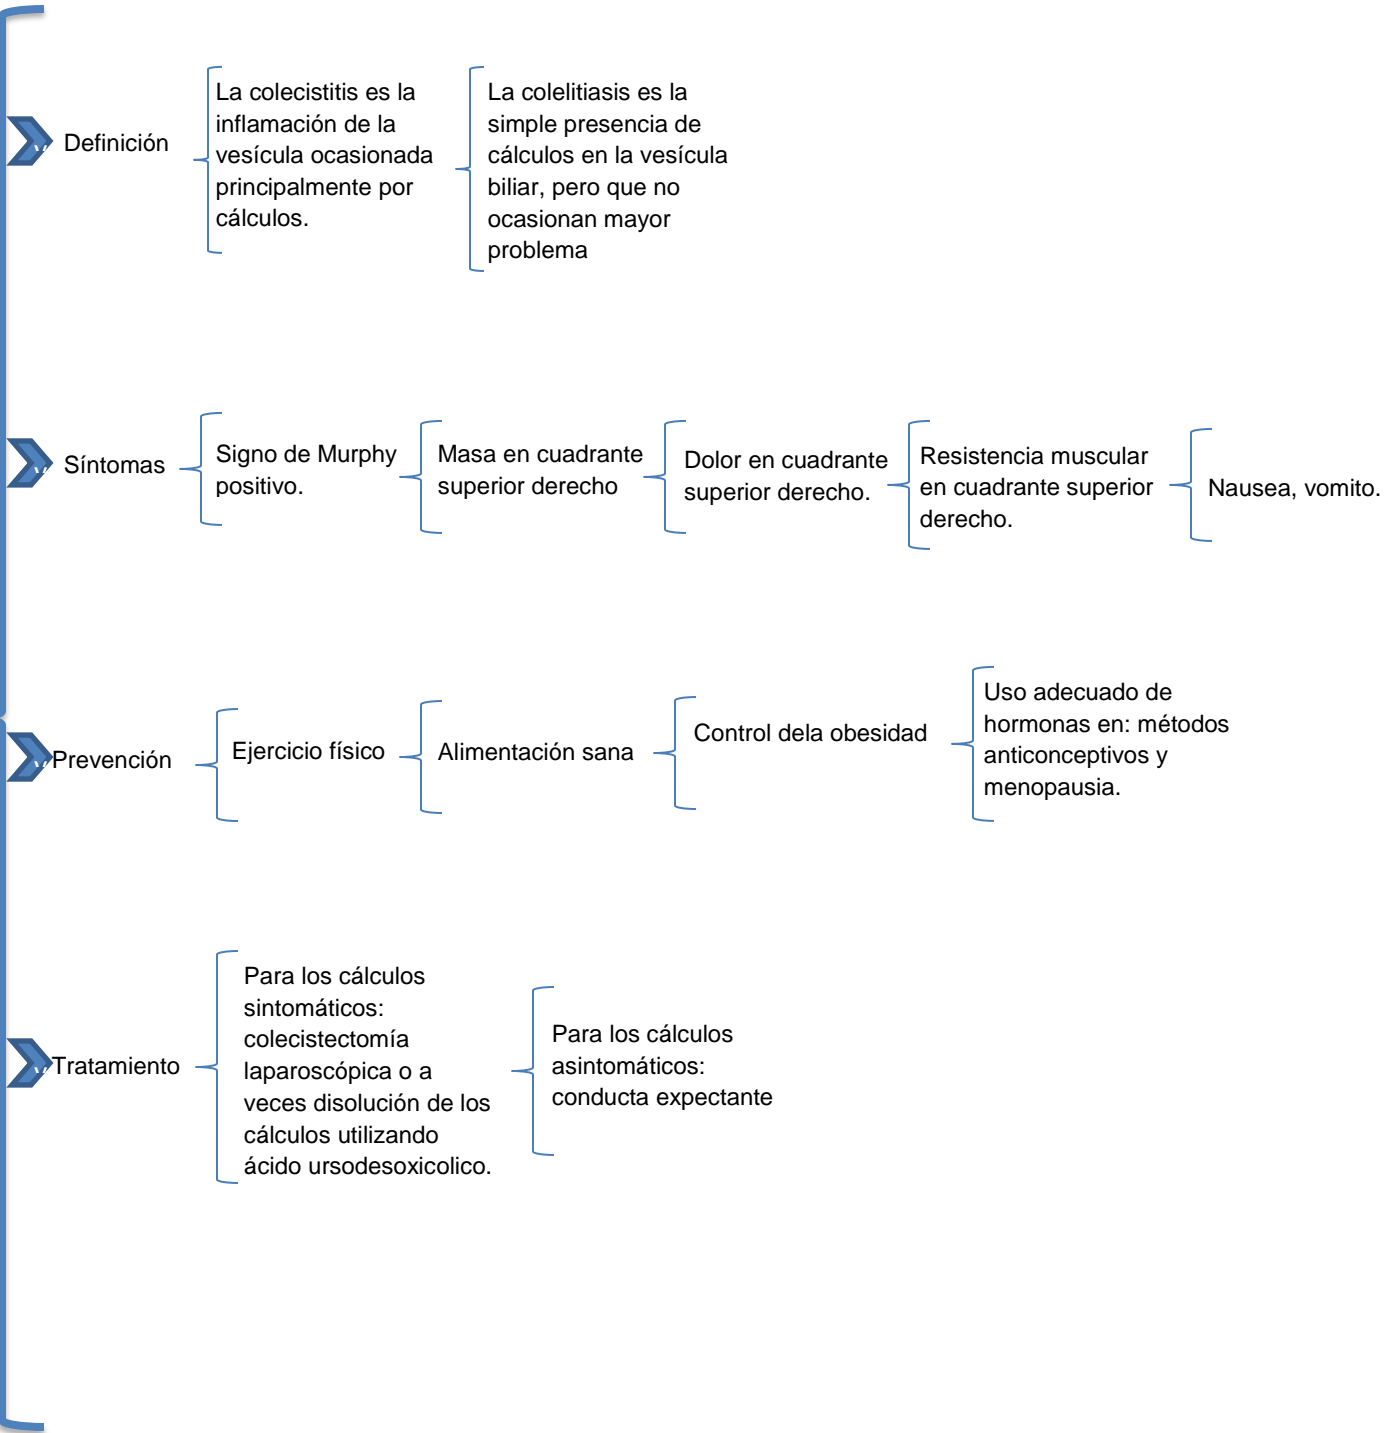 Definición
La colecistitis es la
inflamación de la
vesícula ocasionada
principalmente por
cálculos.
La colelitiasis es la
simple presencia de
cálculos en la vesícula
biliar, pero que no
ocasionan mayor
problema
Síntomas
Signo de Murphy
positivo.
Masa en cuadrante
superior derecho
Dolor en cuadrante
superior derecho.
Resistencia muscular
en cuadrante superior
derecho.
Nausea, vomito.
Prevención
Ejercicio físico
Alimentación sana
Control dela obesidad
Uso adecuado de
hormonas en: métodos
anticonceptivos y
menopausia.
Tratamiento
Para los cálculos
sintomáticos:
colecistectomía
laparoscópica o a
veces disolución de los
cálculos utilizando
ácido ursodesoxicolico.
Para los cálculos
asintomáticos:
conducta expectante